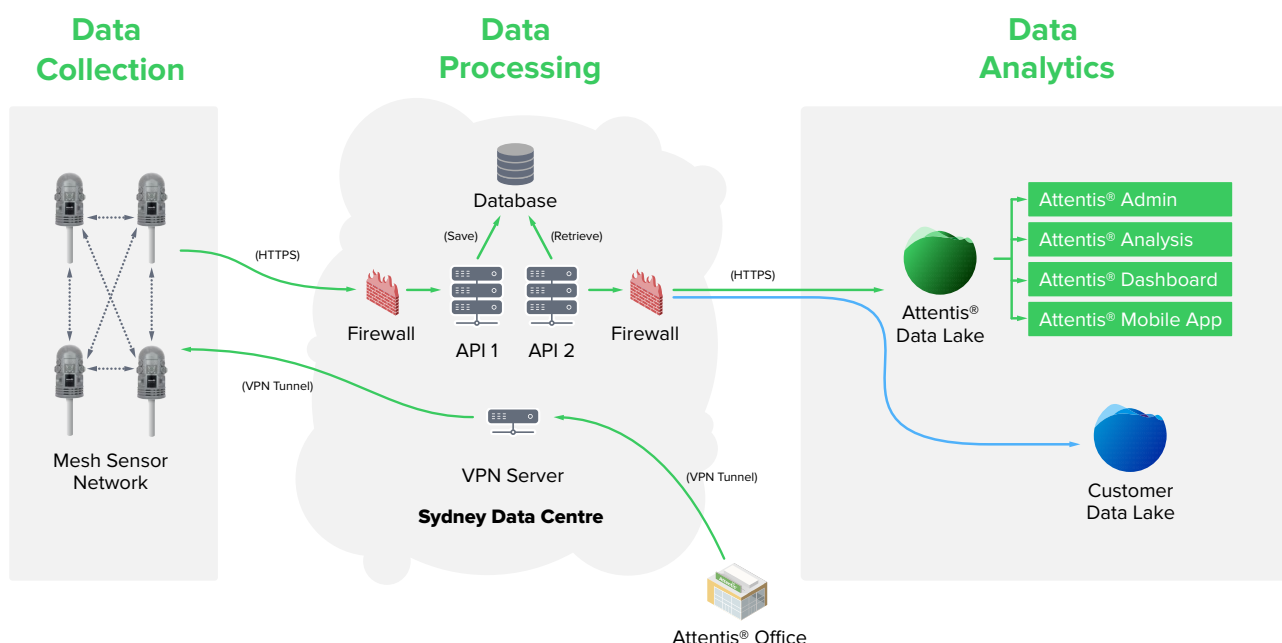 Data
Collection
Data
Processing
Data
Analytics
Database
(Save)
(Retrieve)
(HTTPS)
Firewall
API 1
API 2
Firewall
(HTTPS)
Attentis®
Data Lake
Attentis® Admin
Attentis® Analysis
Attentis® Dashboard
Attentis® Mobile App
Mesh Sensor
Network
(VPN Tunnel)
VPN Server
(VPN Tunnel)
Sydney Data Centre
Customer
Data Lake
Attentis® Office